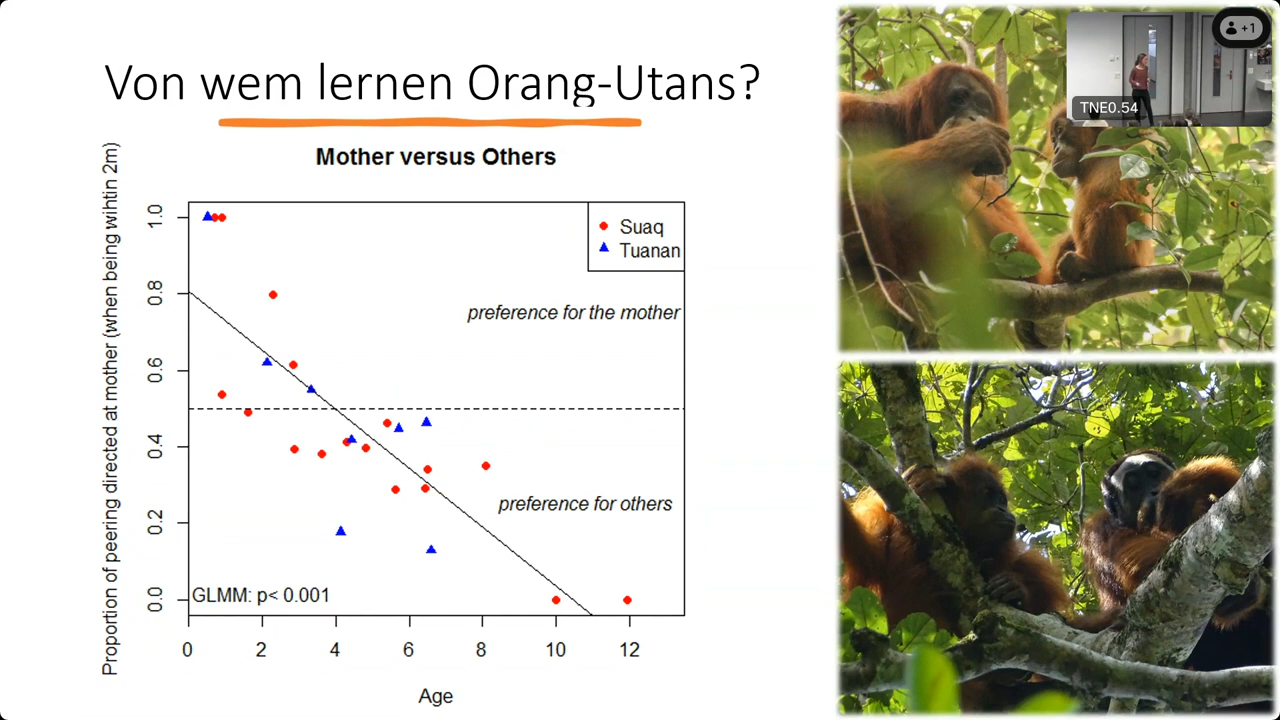 Von wem lernen Orang-Utans?
Mother versus Others
Proportion of peering directed at mother (when being wihtin 2m)
1.0
0.8
0.6
0.4
0.2
0.0
Suaq
Tuanan
preference for the mother
preference for others
GLMM: p< 0.001
0 2 4 6 8 10 12
Age
TNE0.54
+1